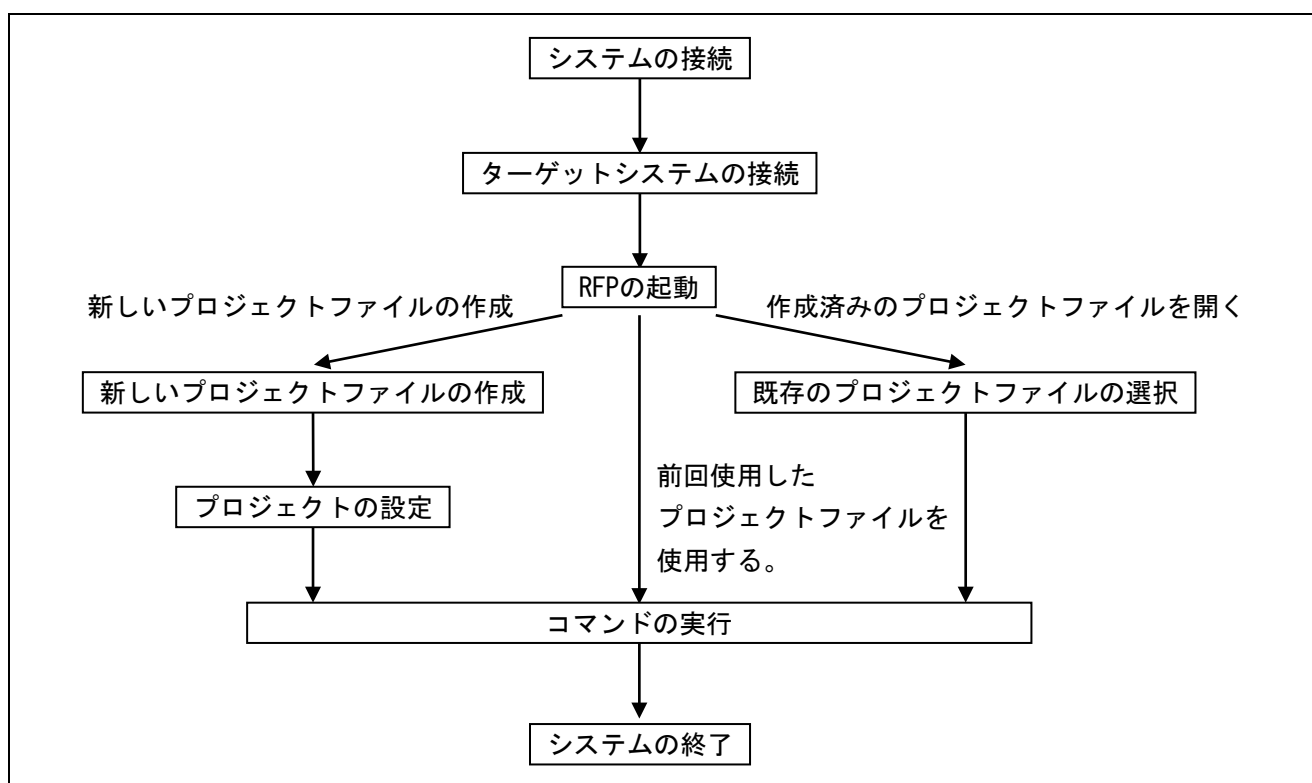 システムの接続
ターゲットシステムの接続
RFPの起動
新しいプロジェクトファイルの作成
作成済みのプロジェクトファイルを開く
新しいプロジェクトファイルの作成
既存のプロジェクトファイルの選択
前回使用した
プロジェクトファイルを
使用する。
プロジェクトの設定
コマンドの実行
システムの終了